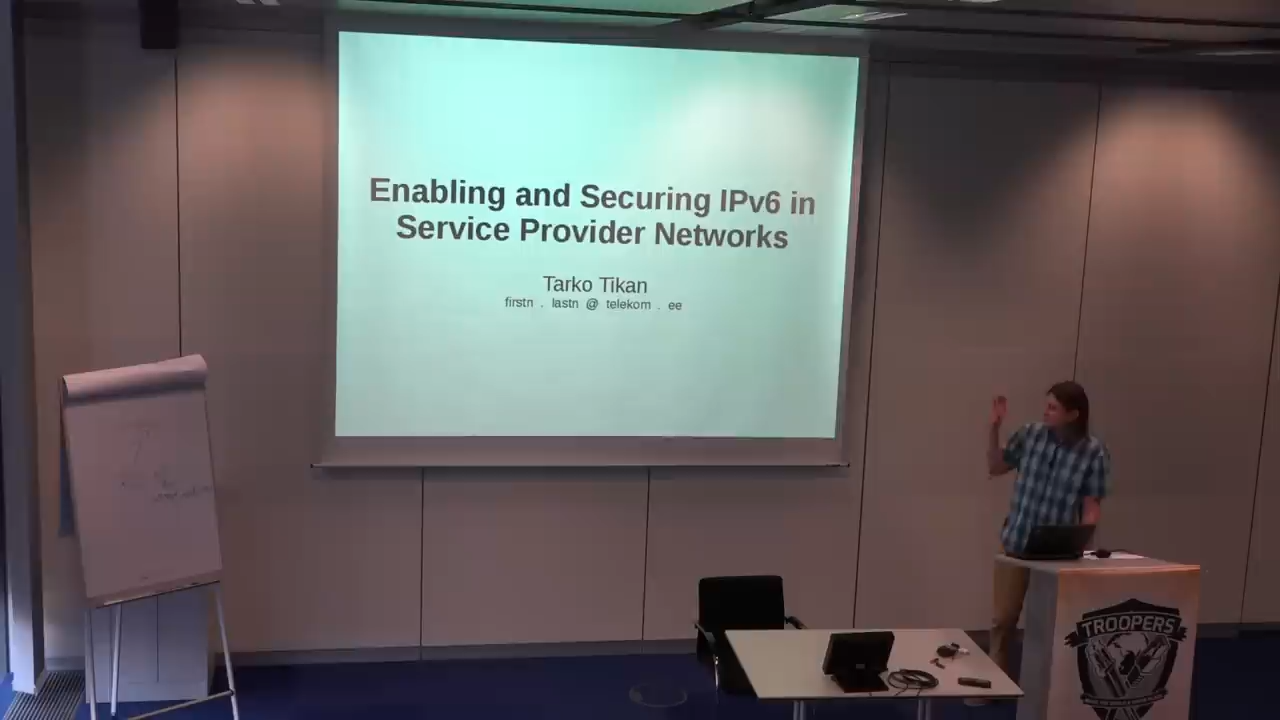 Enabling and Securing IPv6 in
Service Provider Networks
Tarko Tikan
firstn . lastn @ telekom . ee
TROOPERS